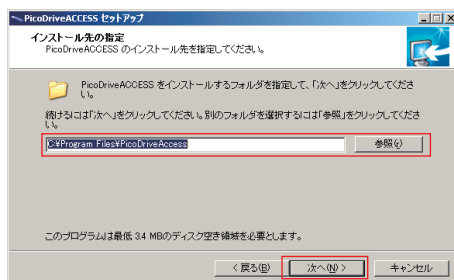 PicoDriveACCESS セットアップ
インストール先の指定
PicoDriveACCESS のインストール先を指定してください。
PicoDriveACCESS をインストールするフォルダを指定して、「次へ」をクリックしてくださ
い。
続けるには「次へ」をクリックしてください。別のフォルダを選択するには「参照」をクリックしてくださ
い。
C:¥Program Files¥PicoDriveAccess
参照(r)
このプログラムは最低 3.4 MBのディスク空き領域を必要とします。
< 戻る(B)
次へ(N) >
キャンセル